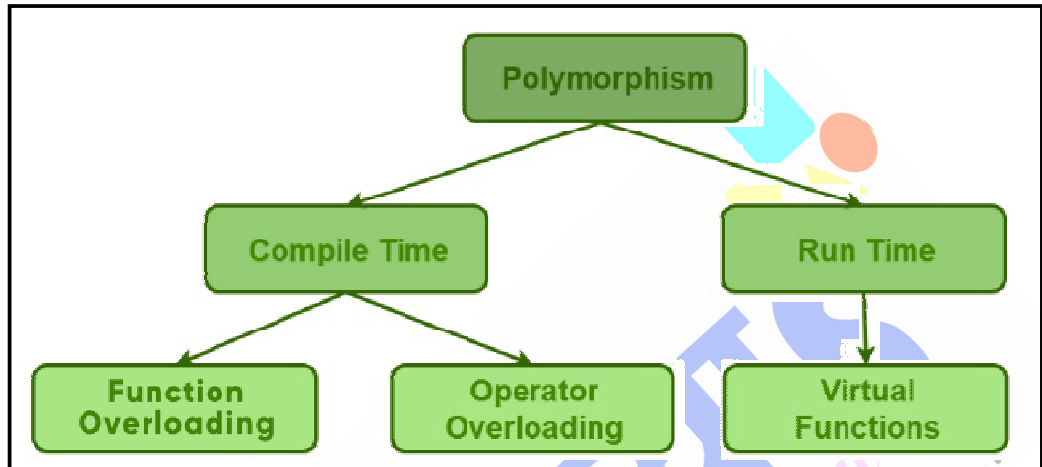 Polymorphism
Compile Time
Run Time
Function
Overloading
Operator
Overloading
Virtual
Functions